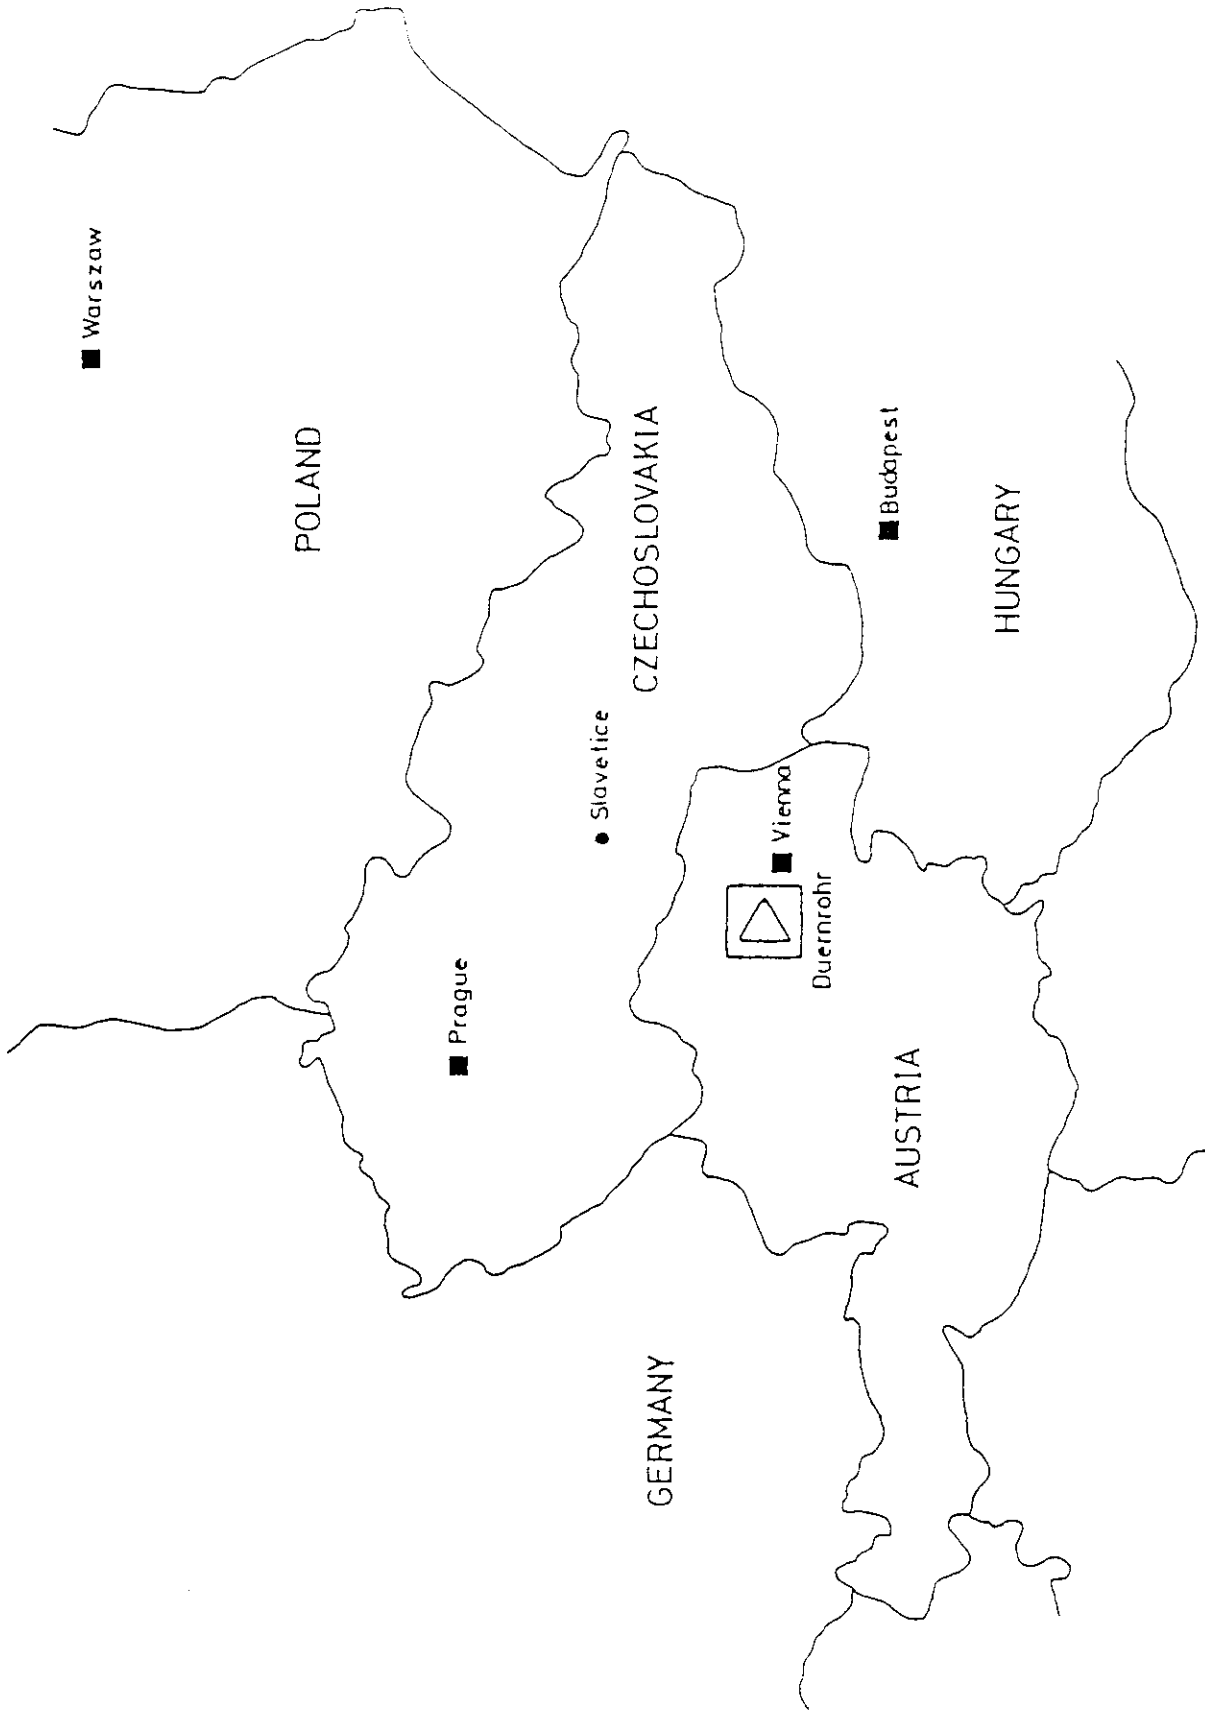 Warszaw
POLAND
Prague
Slavetice
CZECHOSLOVAKIA
GERMANY
Vienna
Duernrohr
Budapest
AUSTRIA
HUNGARY